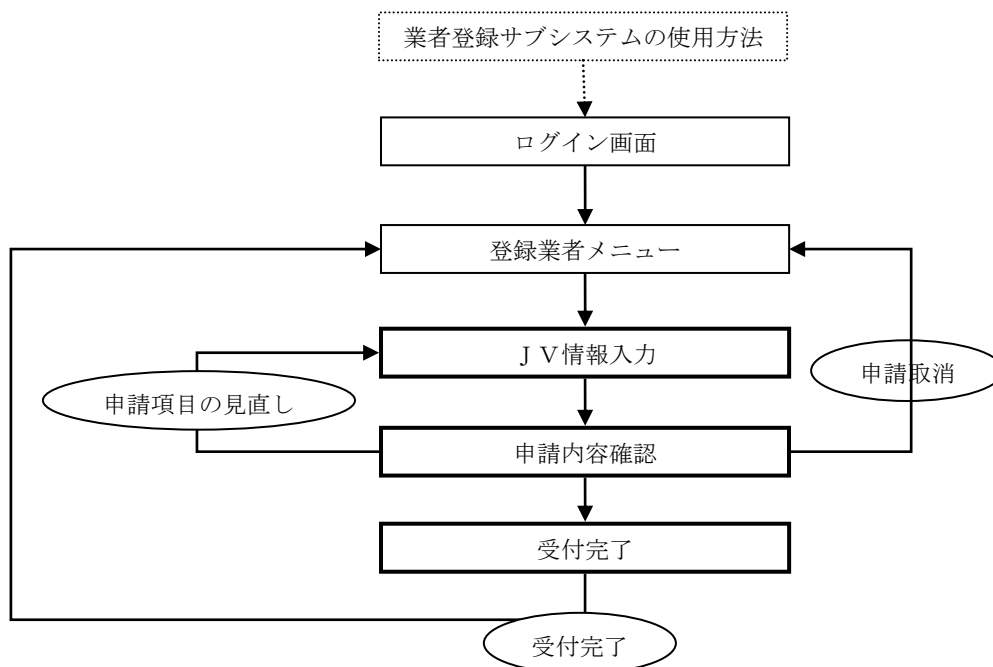 業者登録サブシステムの使用方法
ログイン画面
登録業者メニュー
ＪＶ情報入力
申請取消
申請項目の見直し
申請内容確認
受付完了
受付完了